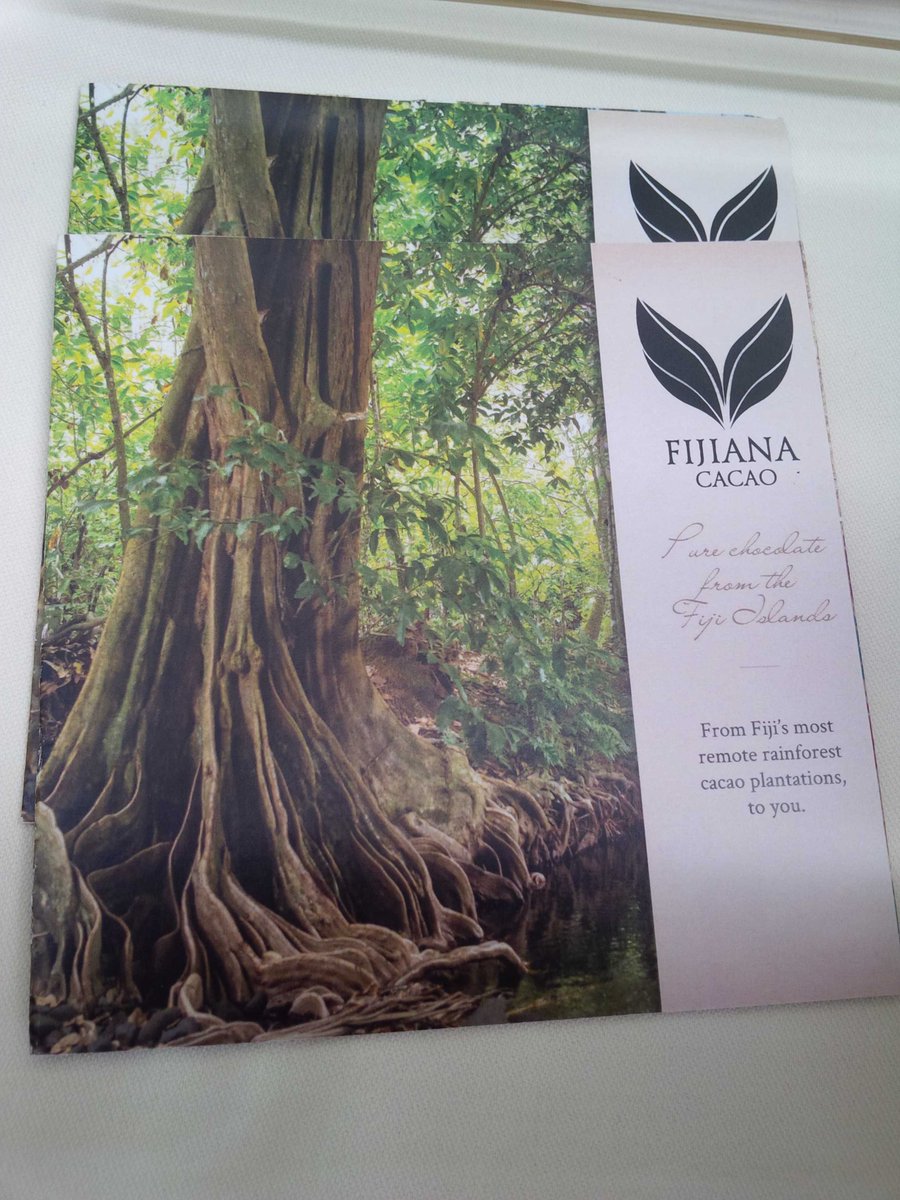 FIJIANA
CACAO
Pure chocolate
from the
Fiji Islands
From Fiji's most
remote rainforest
cacao plantations,
to you.